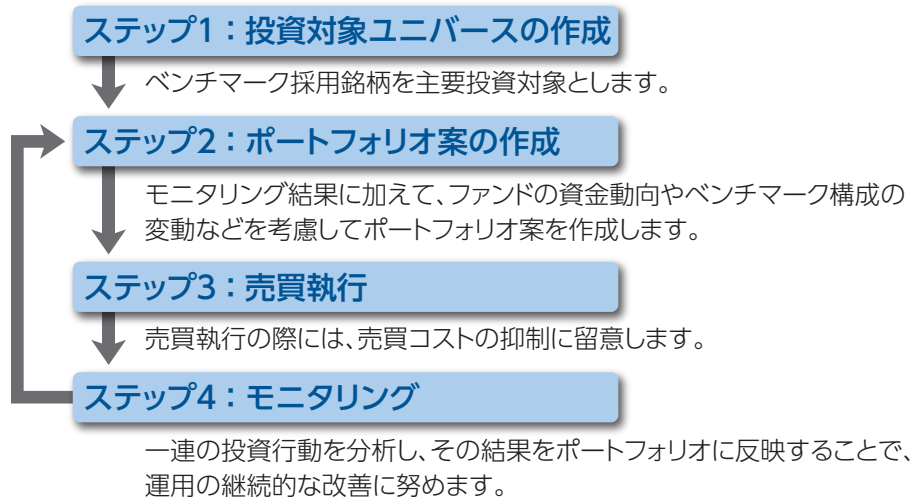 ステップ1：投資対象ユニバースの作成
ベンチマーク採用銘柄を主要投資対象とします。
ステップ2：ポートフォリオ案の作成
モニタリング結果に加えて、ファンドの資金動向やベンチマーク構成の
変動などを考慮してポートフォリオ案を作成します。
ステップ3：売買執行
売買執行の際には、売買コストの抑制に留意します。
ステップ4：モニタリング
一連の投資行動を分析し、その結果をポートフォリオに反映することで、
運用の継続的な改善に努めます。